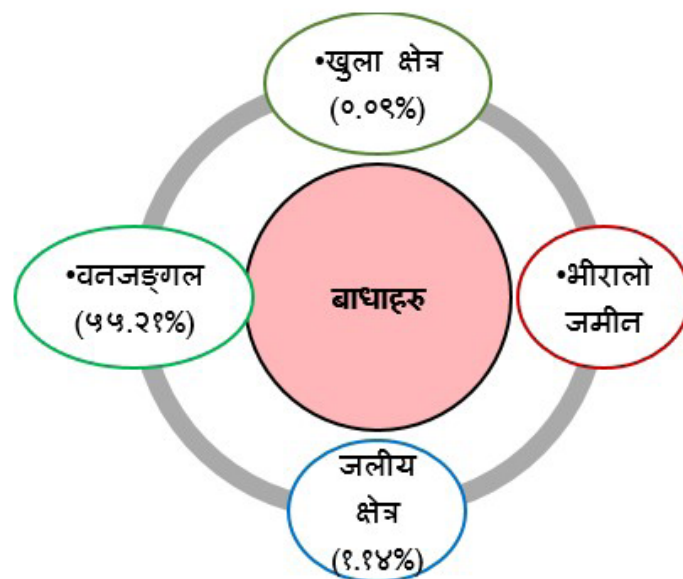 •खुला क्षेत्र
(०.०९%)
•वनजङ्गल
(५५.२१%)
बाधाहरु
•भीरालो
जमीन
जलीय
क्षेत्र
(१.१४%)